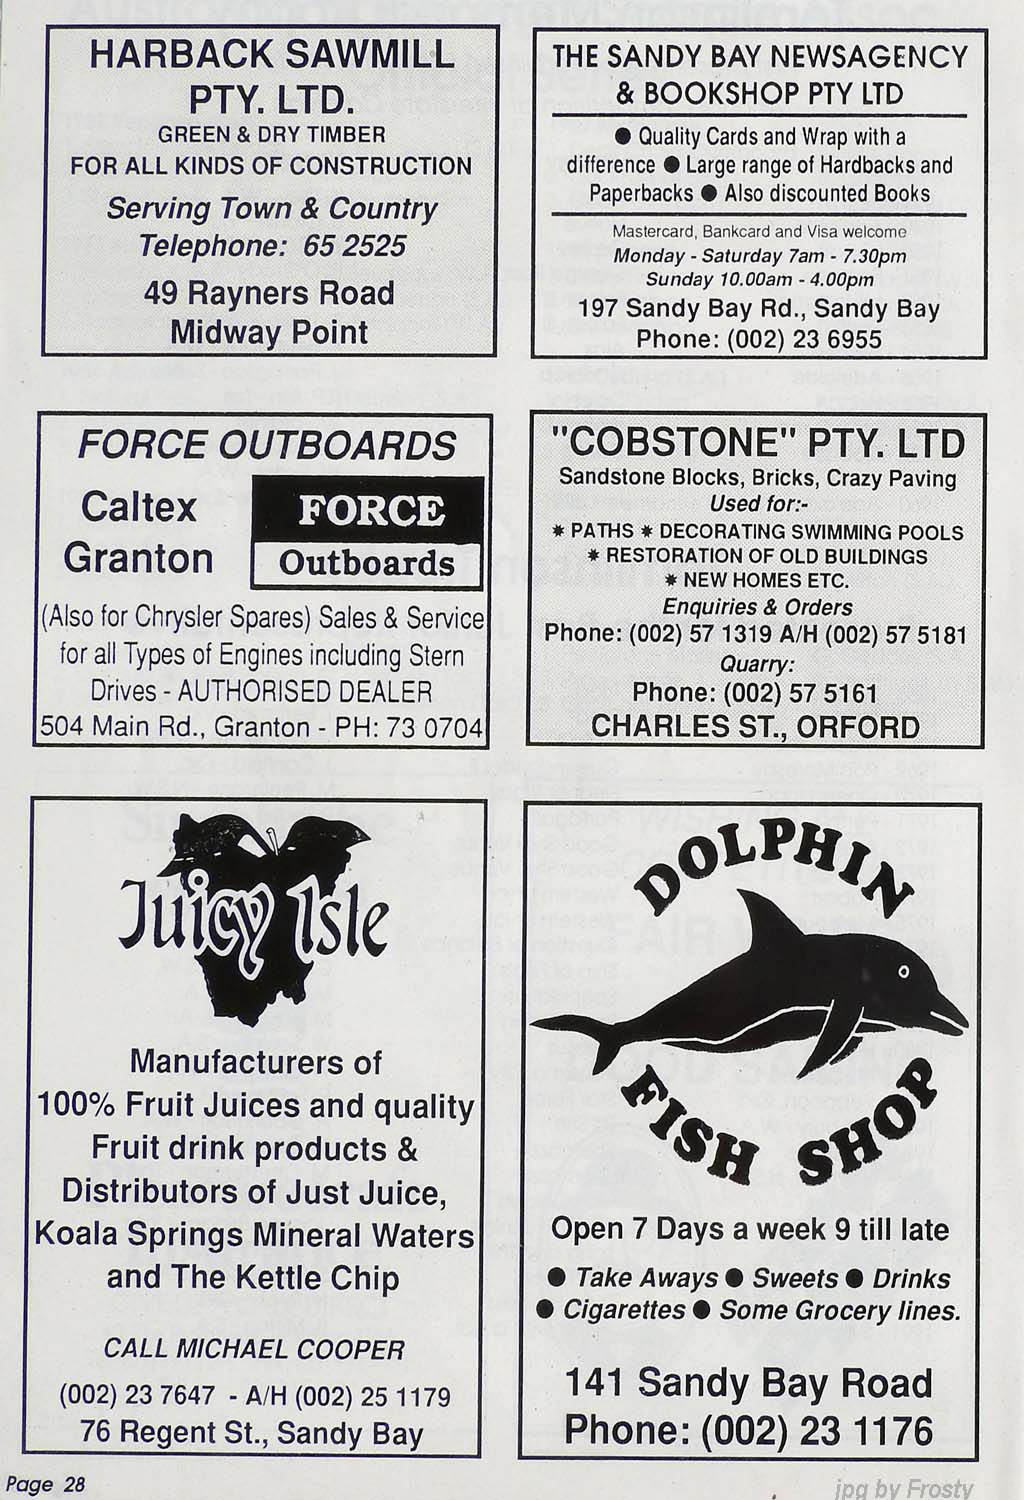 HARBACK SAWMILL
PTY. LTD.
GREEN & DRY TIMBER
FOR ALL KINDS OF CONSTRUCTION
Serving Town & Country
Telephone: 65 2525
49 Rayners Road
Midway Point
THE SANDY BAY NEWSAGENCY
& BOOKSHOP PTY LTD
● Quality Cards and Wrap with a
difference ● Large range of Hardbacks and
Paperbacks ● Also discounted Books
Mastercard, Bankcard and Visa welcome
Monday - Saturday 7am - 7.30pm
Sunday 10.00am - 4.00pm
197 Sandy Bay Rd., Sandy Bay
Phone: (002) 23 6955
FORCE OUTBOARDS
Caltex
Granton
FORCE
Outboards
(Also for Chrysler Spares) Sales & Service
for all Types of Engines including Stern
Drives - AUTHORISED DEALER
504 Main Rd., Granton - PH: 73 0704
"COBSTONE" PTY. LTD
Sandstone Blocks, Bricks, Crazy Paving
Used for:-
* PATHS * DECORATING SWIMMING POOLS
* RESTORATION OF OLD BUILDINGS
* NEW HOMES ETC.
Enquiries & Orders
Phone: (002) 57 1319 A/H (002) 57 5181
Quarry:
Phone: (002) 57 5161
CHARLES ST., ORFORD
Juicy Isle
Manufacturers of
100% Fruit Juices and quality
Fruit drink products &
Distributors of Just Juice,
Koala Springs Mineral Waters
and The Kettle Chip
CALL MICHAEL COOPER
(002) 23 7647 - A/H (002) 25 1179
76 Regent St., Sandy Bay
DOLPHIN
FISH SHOP
Open 7 Days a week 9 till late
● Take Aways ● Sweets ● Drinks
● Cigarettes ● Some Grocery lines.
141 Sandy Bay Road
Phone: (002) 23 1176
Page 28
jpg by Frosty